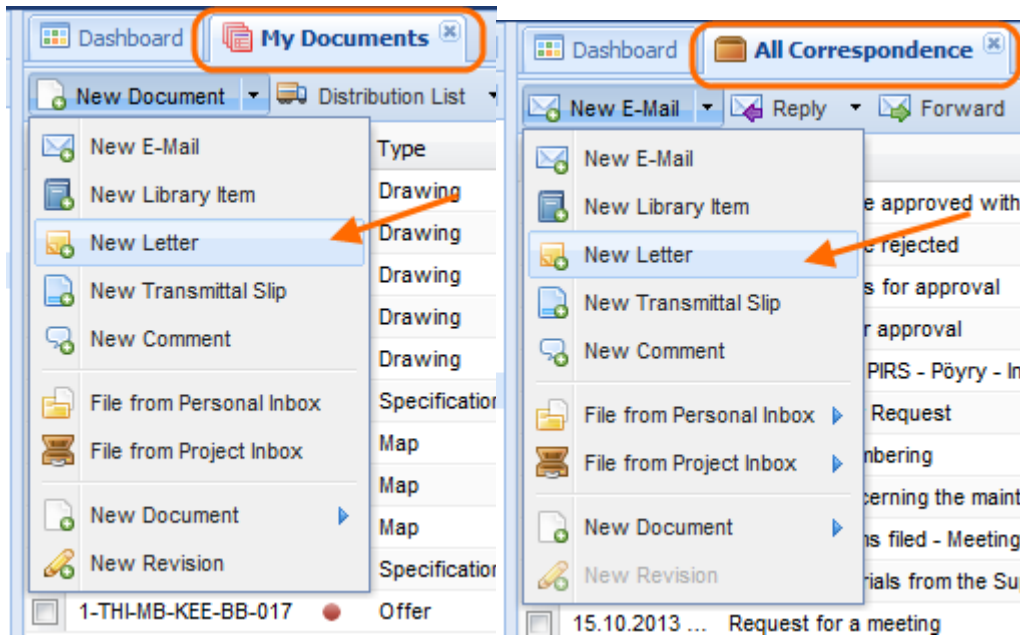 Dashboard My Documents
New Document Distribution List
New E-Mail
Type
New Library Item
Drawing
New Letter
Drawing
New Transmittal Slip
Drawing
Drawing
New Comment
Drawing
File from Personal Inbox
Specification
File from Project Inbox
Map
Map
New Document
Map
New Revision
Specification
1-THI-MB-KEE-BB-017 Offer
Dashboard All Correspondence
New E-Mail Reply Forward
New E-Mail
New Library Item
e approved with
New Letter
e rejected
s for approval
New Transmittal Slip
r approval
New Comment
PIRS - Pöyry - In
File from Personal Inbox
Request
File from Project Inbox
mbering
cerning the maint
New Document
ns filed - Meeting
New Revision
rials from the Su
15.10.2013 ... Request for a meeting